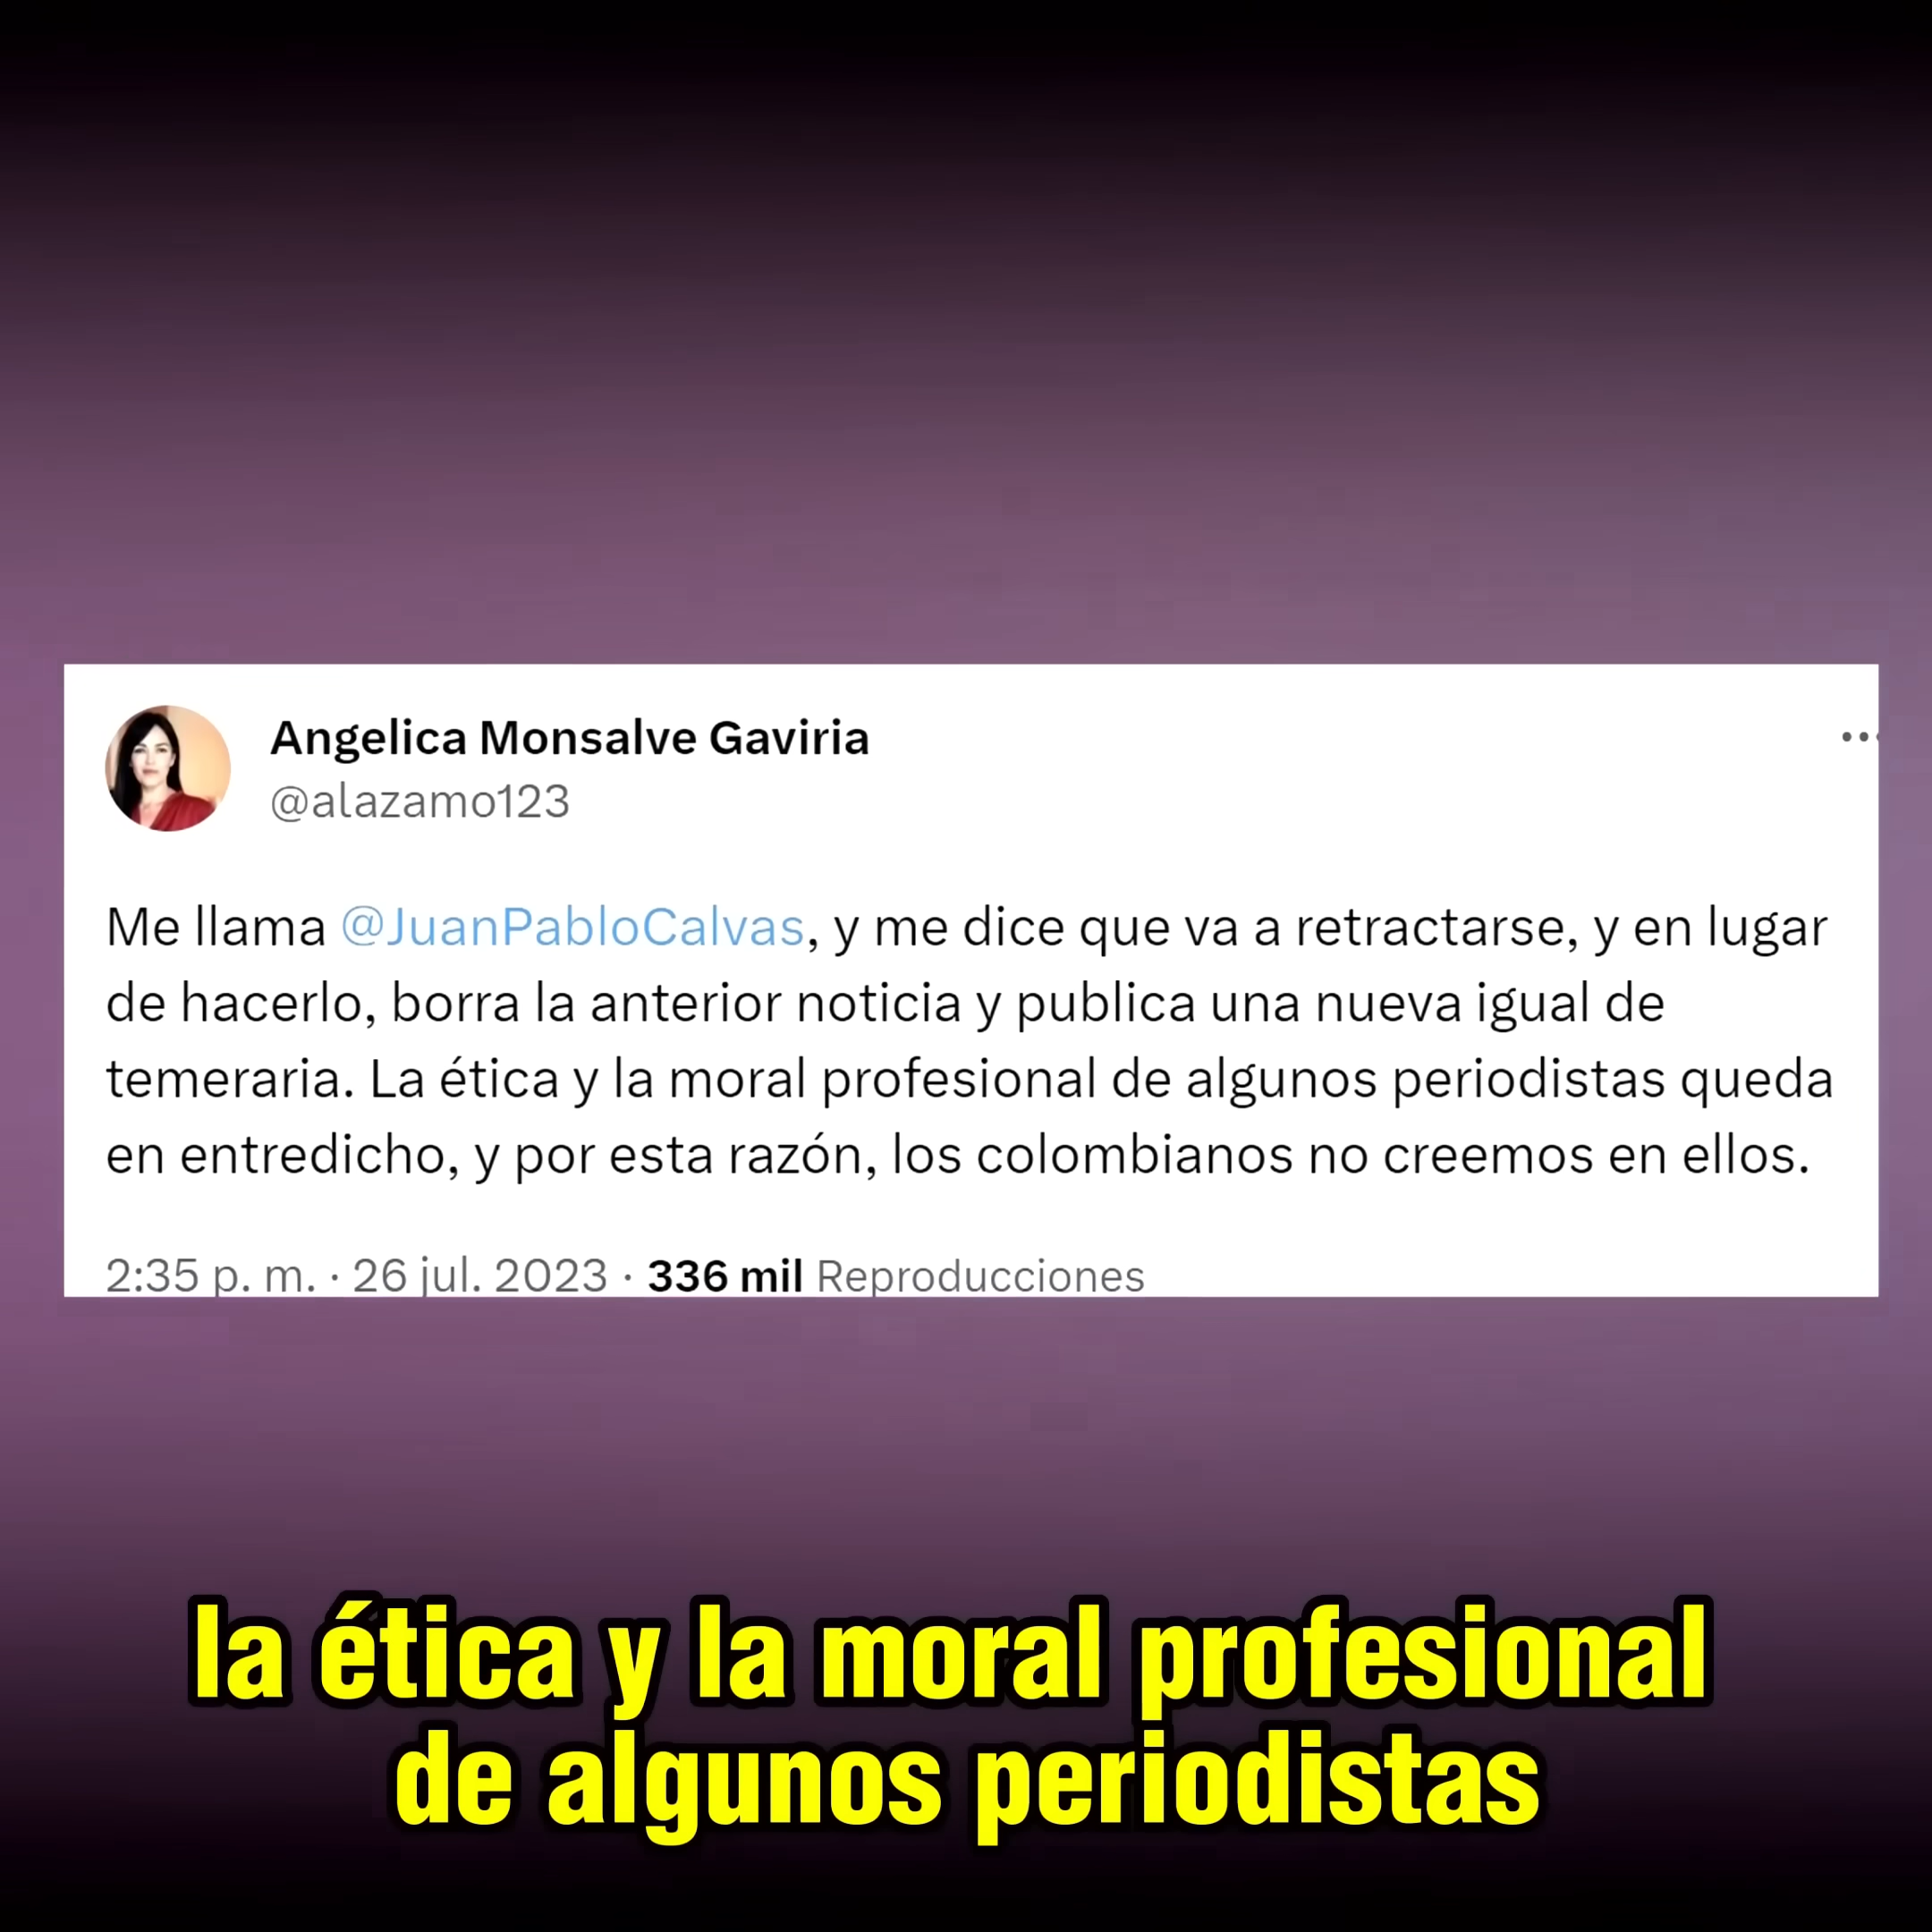 Angelica Monsalve Gaviria
@alazamo123
Me llama @JuanPabloCalvas, y me dice que va a retractarse, y en lugar
de hacerlo, borra la anterior noticia y publica una nueva igual de
temeraria. La ética y la moral profesional de algunos periodistas queda
en entredicho, y por esta razón, los colombianos no creemos en ellos.
2:35 p. m. · 26 jul. 2023 · 336 mil Reproducciones
la ética y la moral profesional
de algunos periodistas